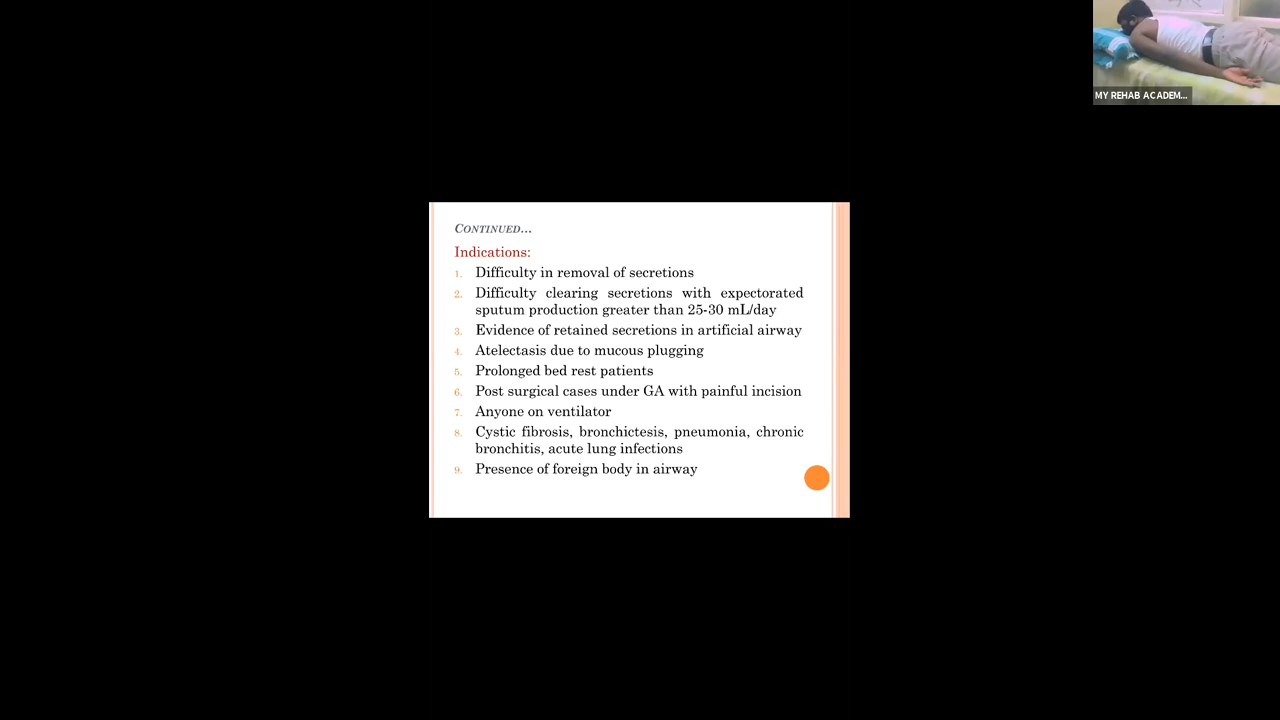 MY REHAB ACADEM...
CONTINUED...
Indications:
1. Difficulty in removal of secretions
2. Difficulty clearing secretions with expectorated
sputum production greater than 25-30 mL/day
3. Evidence of retained secretions in artificial airway
4. Atelectasis due to mucous plugging
5. Prolonged bed rest patients
6. Post surgical cases under GA with painful incision
7. Anyone on ventilator
8. Cystic fibrosis, bronchictesis, pneumonia, chronic
bronchitis, acute lung infections
9. Presence of foreign body in airway